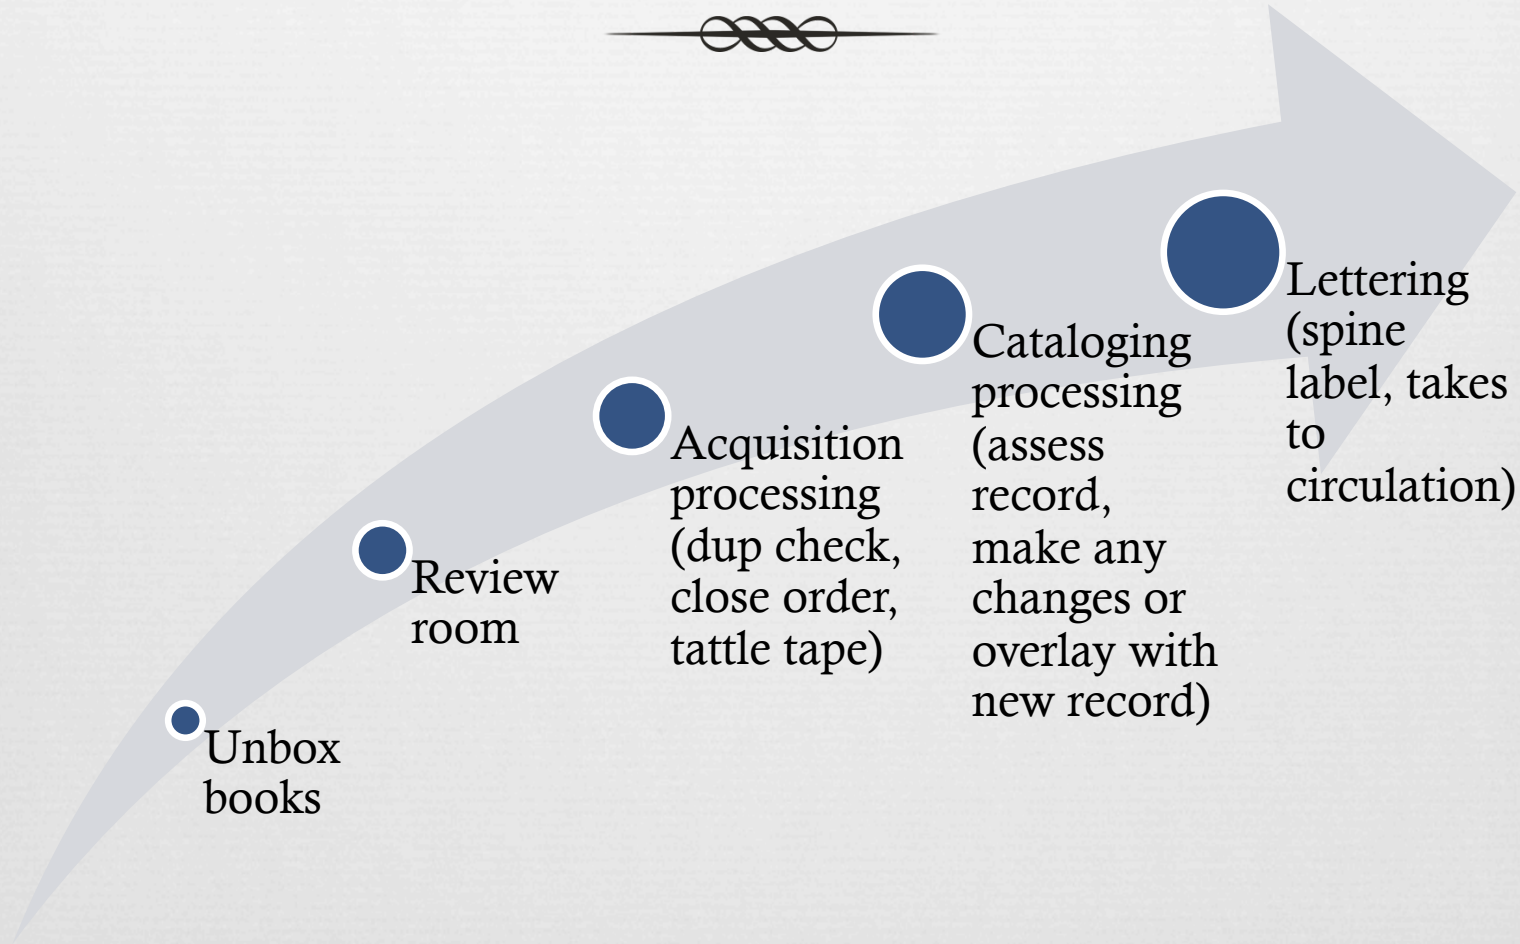 Unbox
books
Review
room
Acquisition
processing
(dup check,
close order,
tattle tape)
Cataloging
processing
(assess
record,
make any
changes or
overlay with
new record)
Lettering
(spine
label, takes
to
circulation)